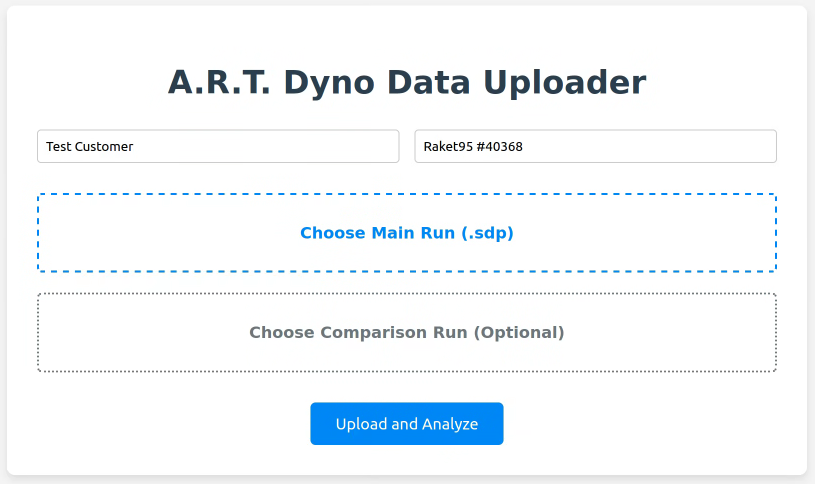 A.R.T. Dyno Data Uploader
Test Customer
Raket95 #40368
Choose Main Run (.sdp)
Choose Comparison Run (Optional)
Upload and Analyze